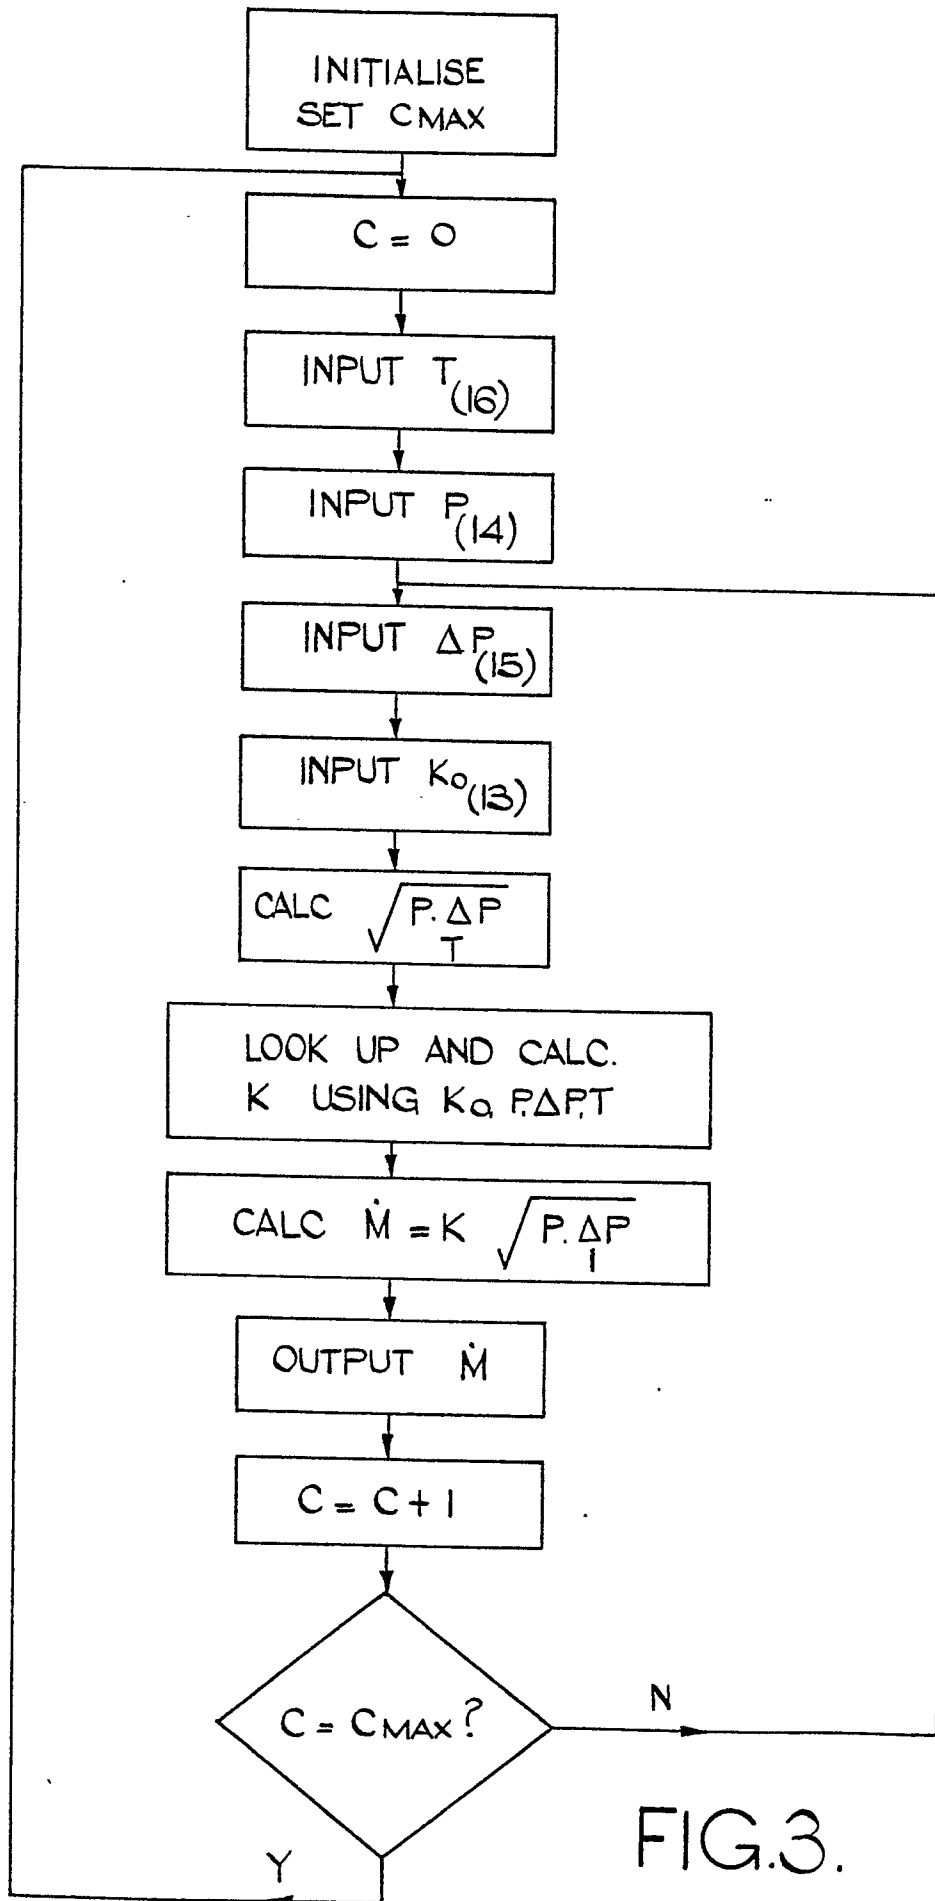 INITIALISE
SET CMAX
C = O
INPUT T(16)
INPUT P(14)
INPUT ΔP(15)
INPUT Ko(13)
CALC √P. ΔP
T
LOOK UP AND CALC.
K USING Ko, P,ΔP,T
CALC Ṁ = K √P. ΔP
1
OUTPUT Ṁ
C = C + 1
C = CMAX ?
N
Y
FIG.3.